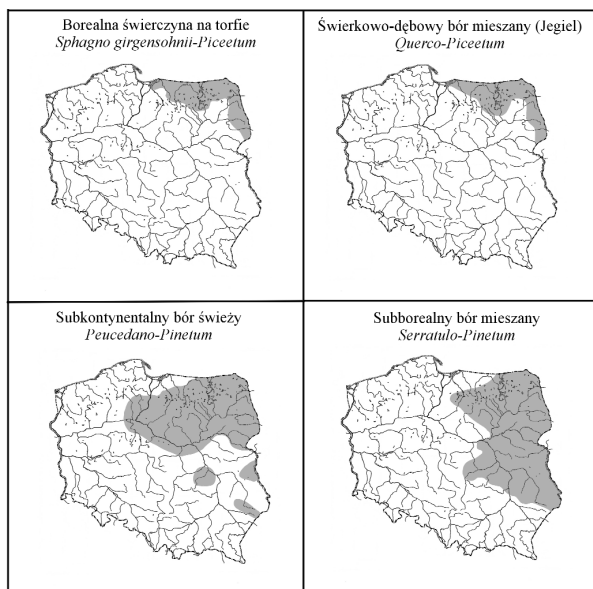 Borealna świerczyna na torfie
Sphagno girgensohnii-Piceetum
Świerkowo-dębowy bór mieszany (Jegiel)
Querco-Piceetum
Subkontynentalny bór świeży
Peucedano-Pinetum
Subborealny bór mieszany
Serratulo-Pinetum